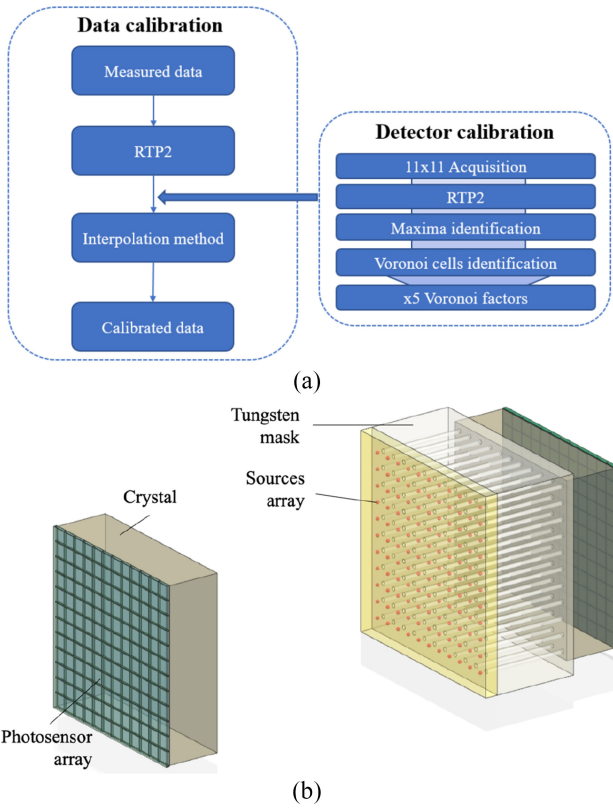 Data calibration
Measured data
RTP2
Interpolation method
Calibrated data
Detector calibration
11x11 Acquisition
RTP2
Maxima identification
Voronoi cells identification
x5 Voronoi factors
(a)
Tungsten
mask
Sources
array
Crystal
Photosensor
array
(b)